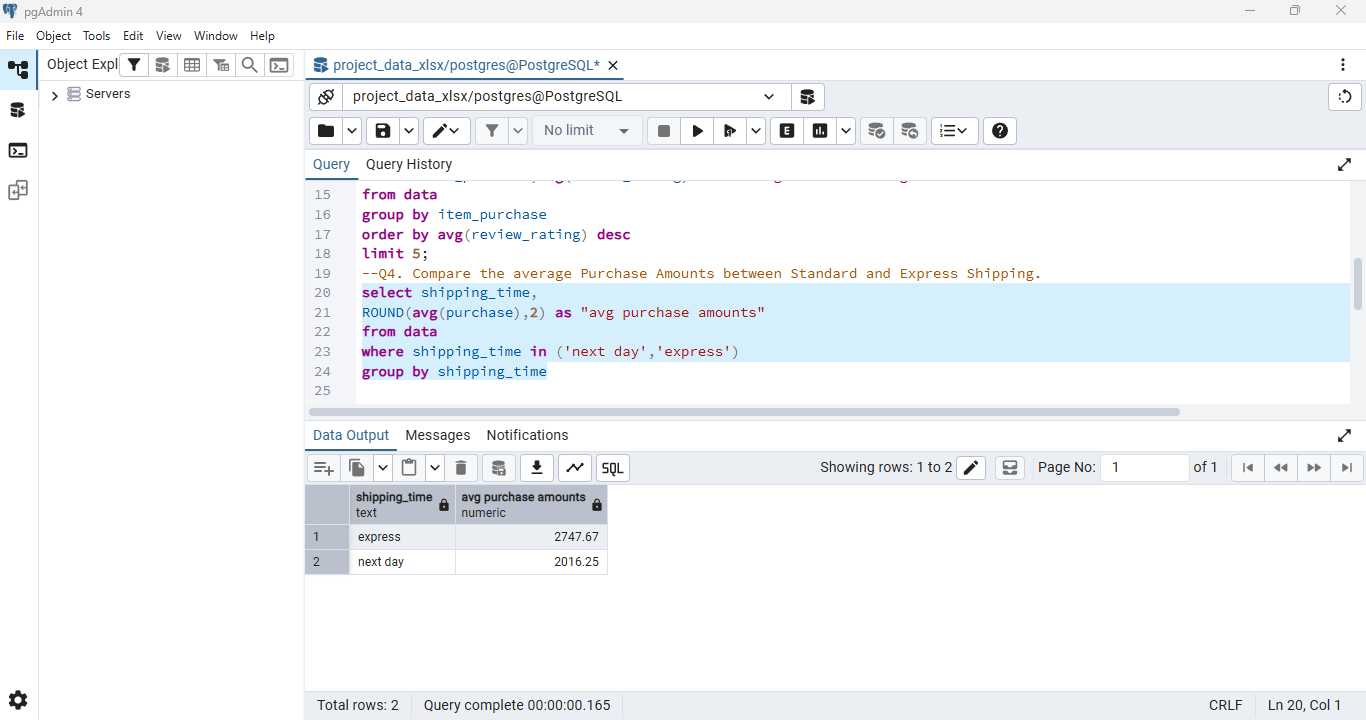 pgAdmin 4
File Object Tools Edit View Window Help
Object Expl
project_data_xlsx/postgres@PostgreSQL*
Servers
project_data_xlsx/postgres@PostgreSQL
No limit
E
Query Query History
15 from data
16 group by item_purchase
17 order by avg(review_rating) desc
18 limit 5;
19 --Q4. Compare the average Purchase Amounts between Standard and Express Shipping.
20 select shipping_time,
21 ROUND(avg(purchase),2) as "avg purchase amounts"
22 from data
23 where shipping_time in ('next day','express')
24 group by shipping_time
25
Data Output Messages Notifications
SQL Showing rows: 1 to 2 Page No: 1 of 1
shipping_time avg purchase amounts
text numeric
1 express 2747.67
2 next day 2016.25
Total rows: 2 Query complete 00:00:00.165 CRLF Ln 20, Col 1